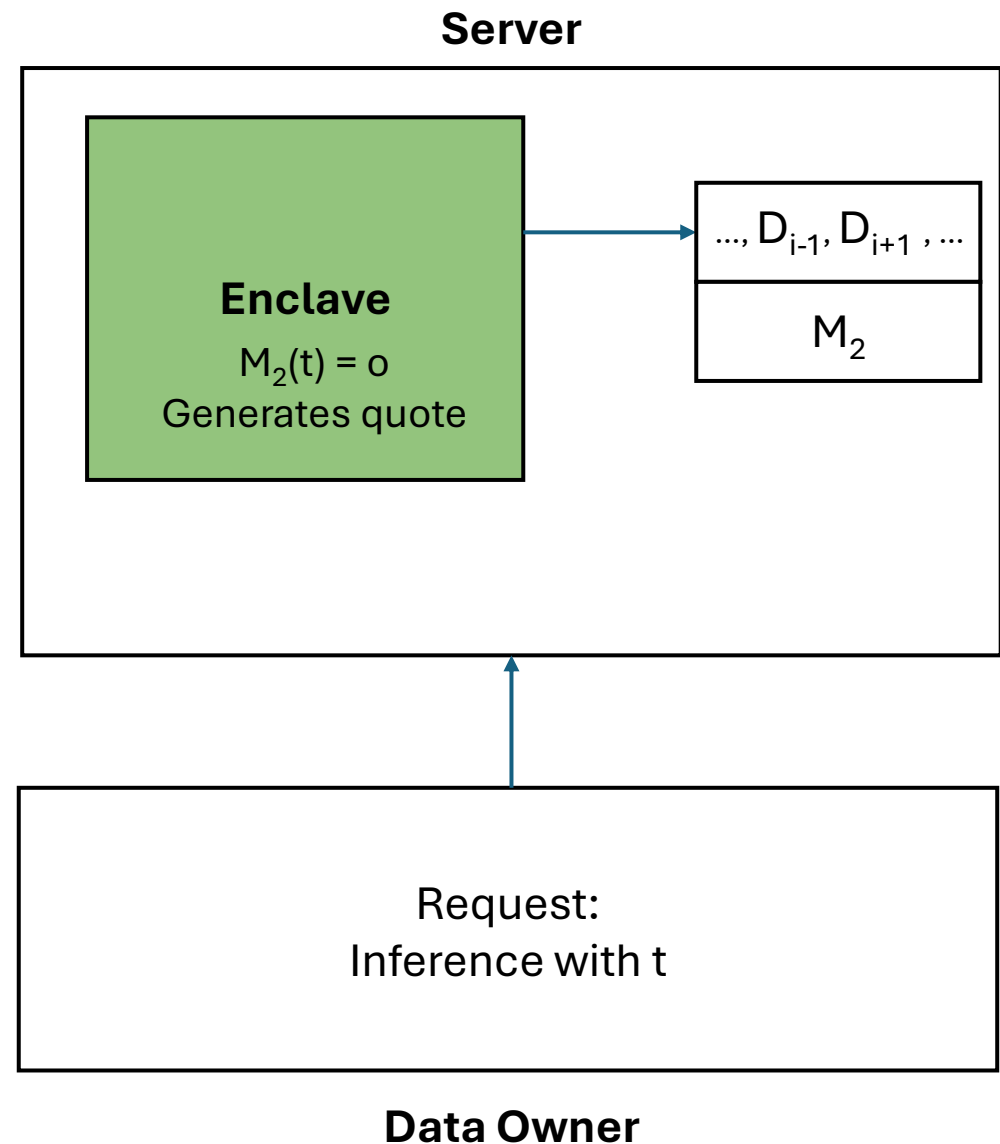 Server
Enclave
M₂(t) = o
Generates quote
..., Dᵢ₋₁, Dᵢ₊₁ , ...
M₂
Request:
Inference with t
Data Owner